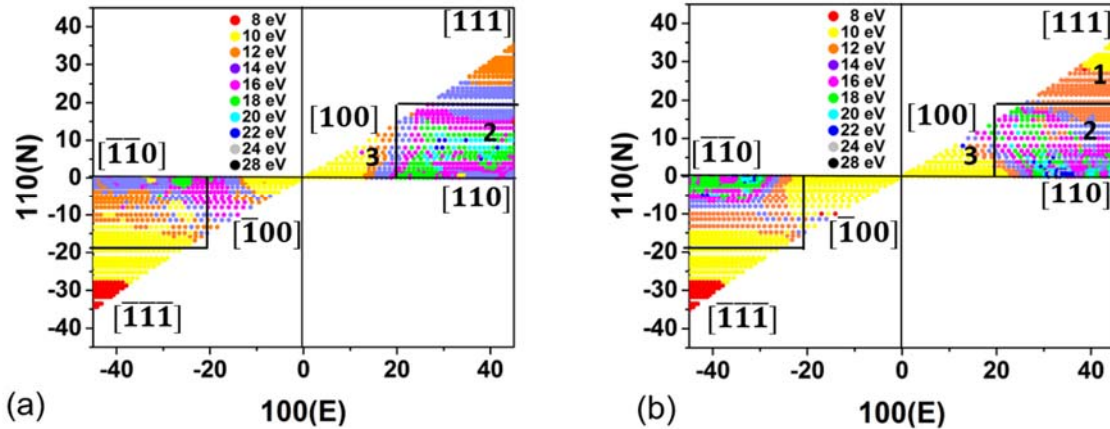 (a)
110(N)
100(E)
40
30
20
10
0
-10
-20
-30
-40
-40
-20
0
20
40
8 eV
10 eV
12 eV
14 eV
16 eV
18 eV
20 eV
22 eV
24 eV
28 eV
[111]
[100]
[1̅1̅0]
[110]
[1̅00]
[1̅1̅1̅]
2
3
(b)
110(N)
100(E)
40
30
20
10
0
-10
-20
-30
-40
-40
-20
0
20
40
8 eV
10 eV
12 eV
14 eV
16 eV
18 eV
20 eV
22 eV
24 eV
28 eV
[111]
1
[100]
2
3
[1̅1̅0]
[110]
[1̅00]
[1̅1̅1̅]